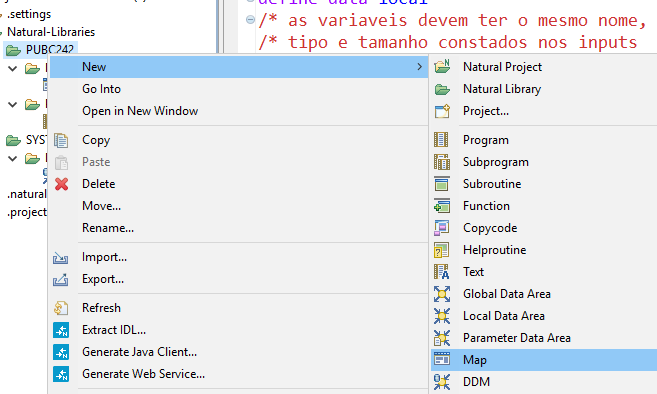 .settings
define data local
Natural-Libraries
/* as variaveis devem ter o mesmo nome,
PUBC242
/* tipo e tamanho constados nos inputs
SYST
.natural
.project
New
Go Into
Open in New Window
Copy
Paste
Delete
Move...
Rename...
Import...
Export...
Refresh
Extract IDL...
Generate Java Client...
Generate Web Service...
Natural Project
Natural Library
Project...
Program
Subprogram
Subroutine
Function
Copycode
Helproutine
Text
Global Data Area
Local Data Area
Parameter Data Area
Map
DDM